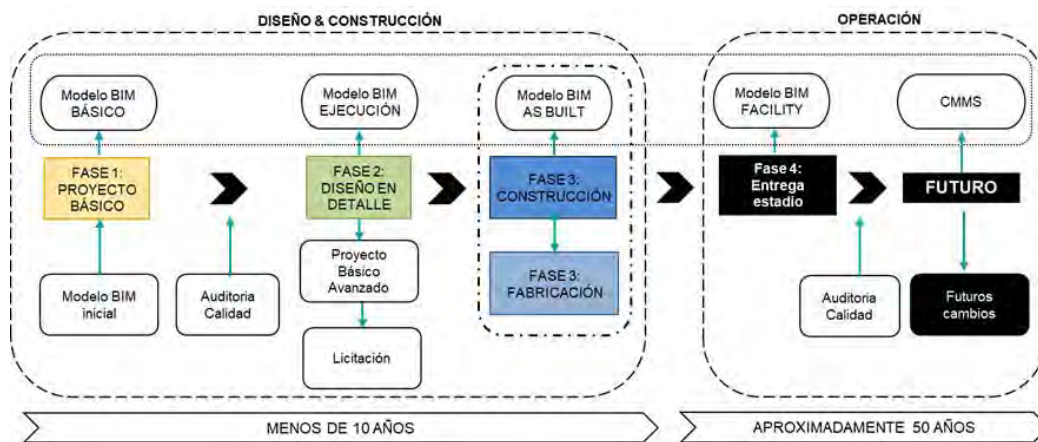 DISEÑO & CONSTRUCCIÓN
OPERACIÓN
Modelo BIM
BÁSICO
Modelo BIM
EJECUCIÓN
Modelo BIM
AS BUILT
Modelo BIM
FACILITY
CMMS
FASE 1:
PROYECTO
BÁSICO
FASE 2:
DISEÑO EN
DETALLE
FASE 3:
CONSTRUCCIÓN
Fase 4:
Entrega
estadio
FUTURO
Modelo BIM
inicial
Auditoria
Calidad
Proyecto
Básico
Avanzado
Licitación
FASE 3:
FABRICACIÓN
Auditoria
Calidad
Futuros
cambios
MENOS DE 10 AÑOS
APROXIMADAMENTE 50 AÑOS